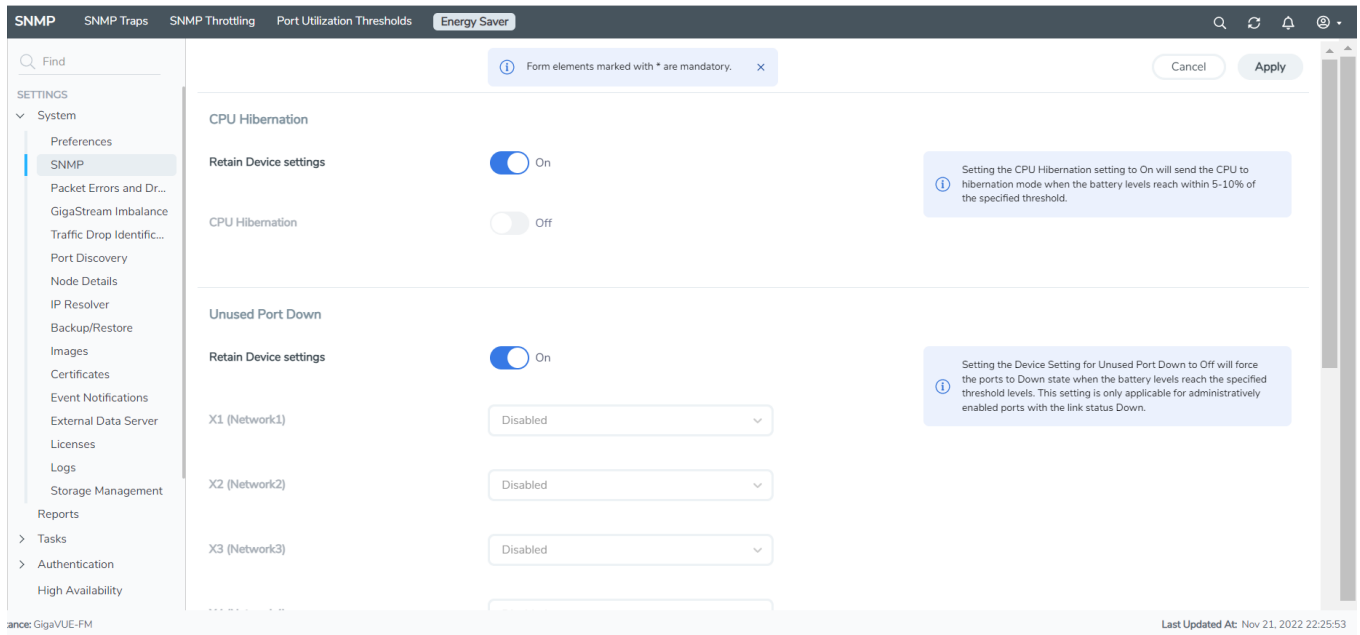 SNMP SNMP Traps SNMP Throttling Port Utilization Thresholds Energy Saver
Find
SETTINGS
System
Preferences
SNMP
Packet Errors and Dr...
GigaStream Imbalance
Traffic Drop Identific...
Port Discovery
Node Details
IP Resolver
Backup/Restore
Images
Certificates
Event Notifications
External Data Server
Licenses
Logs
Storage Management
Reports
Tasks
Authentication
High Availability
Form elements marked with * are mandatory.
Cancel Apply
CPU Hibernation
Retain Device settings On
Setting the CPU Hibernation setting to On will send the CPU to
hibernation mode when the battery levels reach within 5-10% of
the specified threshold.
CPU Hibernation Off
Unused Port Down
Retain Device settings On
Setting the Device Setting for Unused Port Down to Off will force
the ports to Down state when the battery levels reach the specified
threshold levels. This setting is only applicable for administratively
enabled ports with the link status Down.
X1 (Network1) Disabled
X2 (Network2) Disabled
X3 (Network3) Disabled
tance: GigaVUE-FM
Last Updated At: Nov 21, 2022 22:25:53